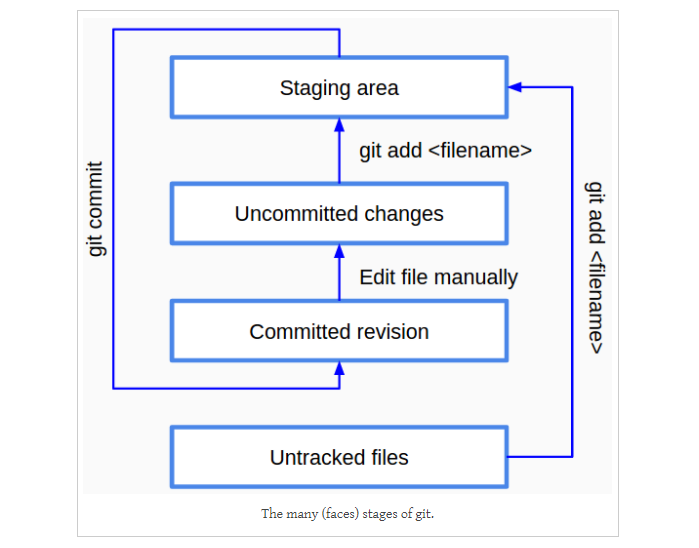 Staging area
git add <filename>
Uncommitted changes
git commit
git add <filename>
Edit file manually
Committed revision
Untracked files
The many (faces) stages of git.